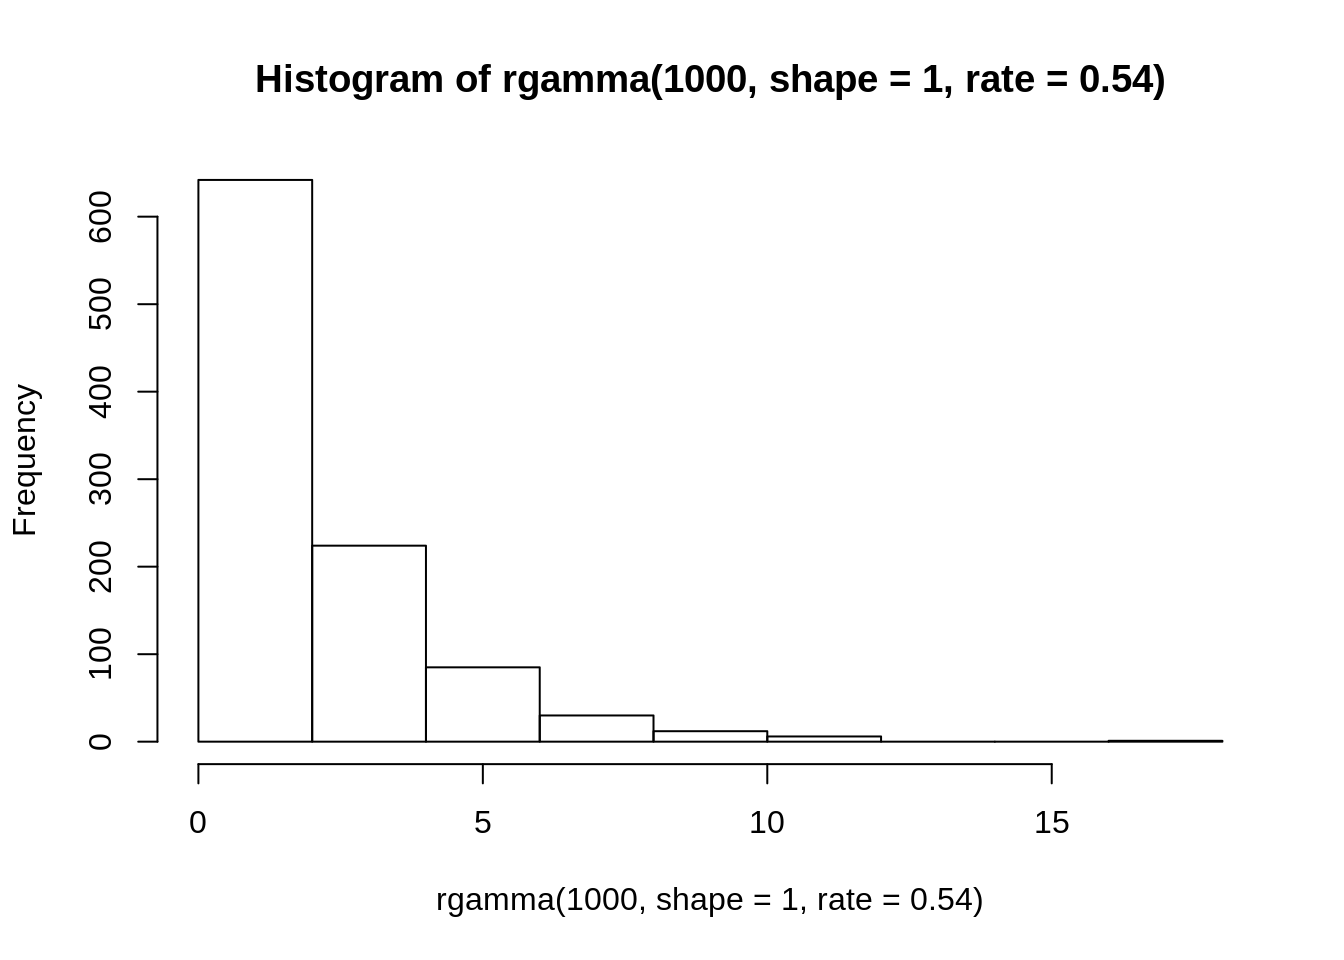 Histogram of rgamma(1000, shape = 1, rate = 0.54)
Frequency
600
500
400
300
200
100
0
0 5 10 15
rgamma(1000, shape = 1, rate = 0.54)